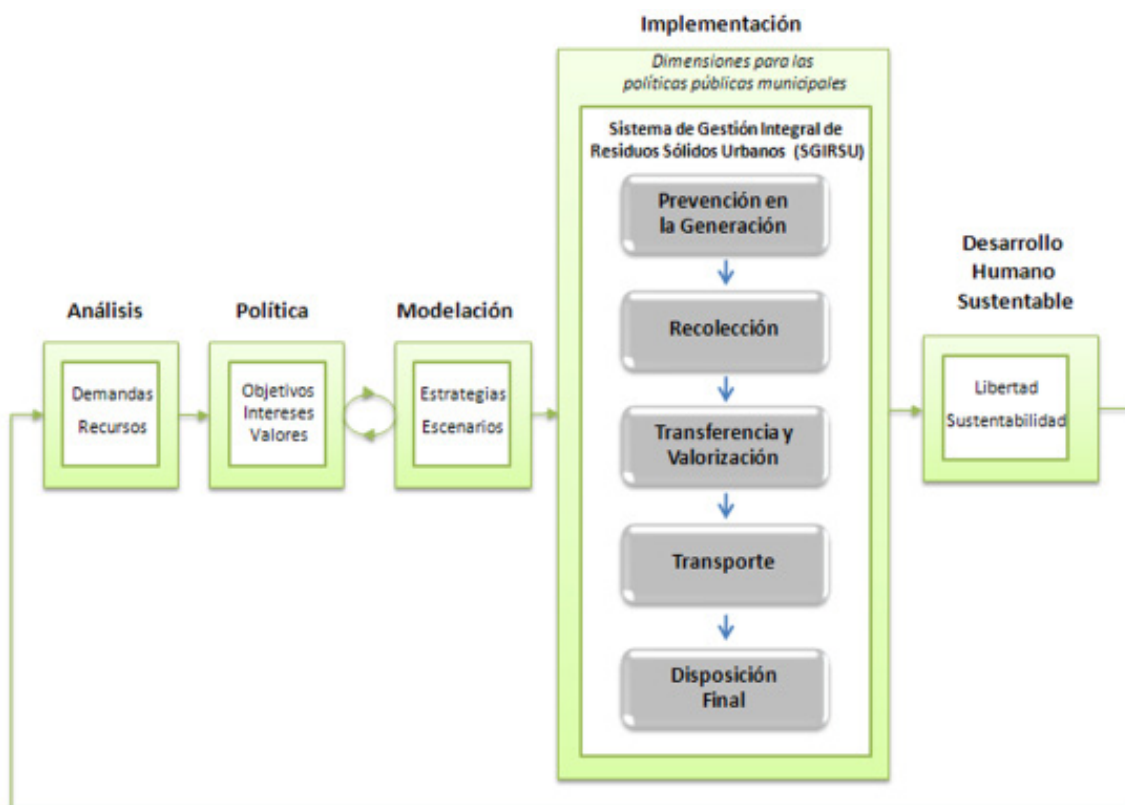 Implementación
Dimensiones para las
políticas públicas municipales
Sistema de Gestión Integral de
Residuos Sólidos Urbanos (SGIRSU)
Prevención en
la Generación
Recolección
Transferencia y
Valorización
Transporte
Disposición
Final
Análisis
Demandas
Recursos
Política
Objetivos
Intereses
Valores
Modelación
Estrategias
Escenarios
Desarrollo
Humano
Sustentable
Libertad
Sustentabilidad